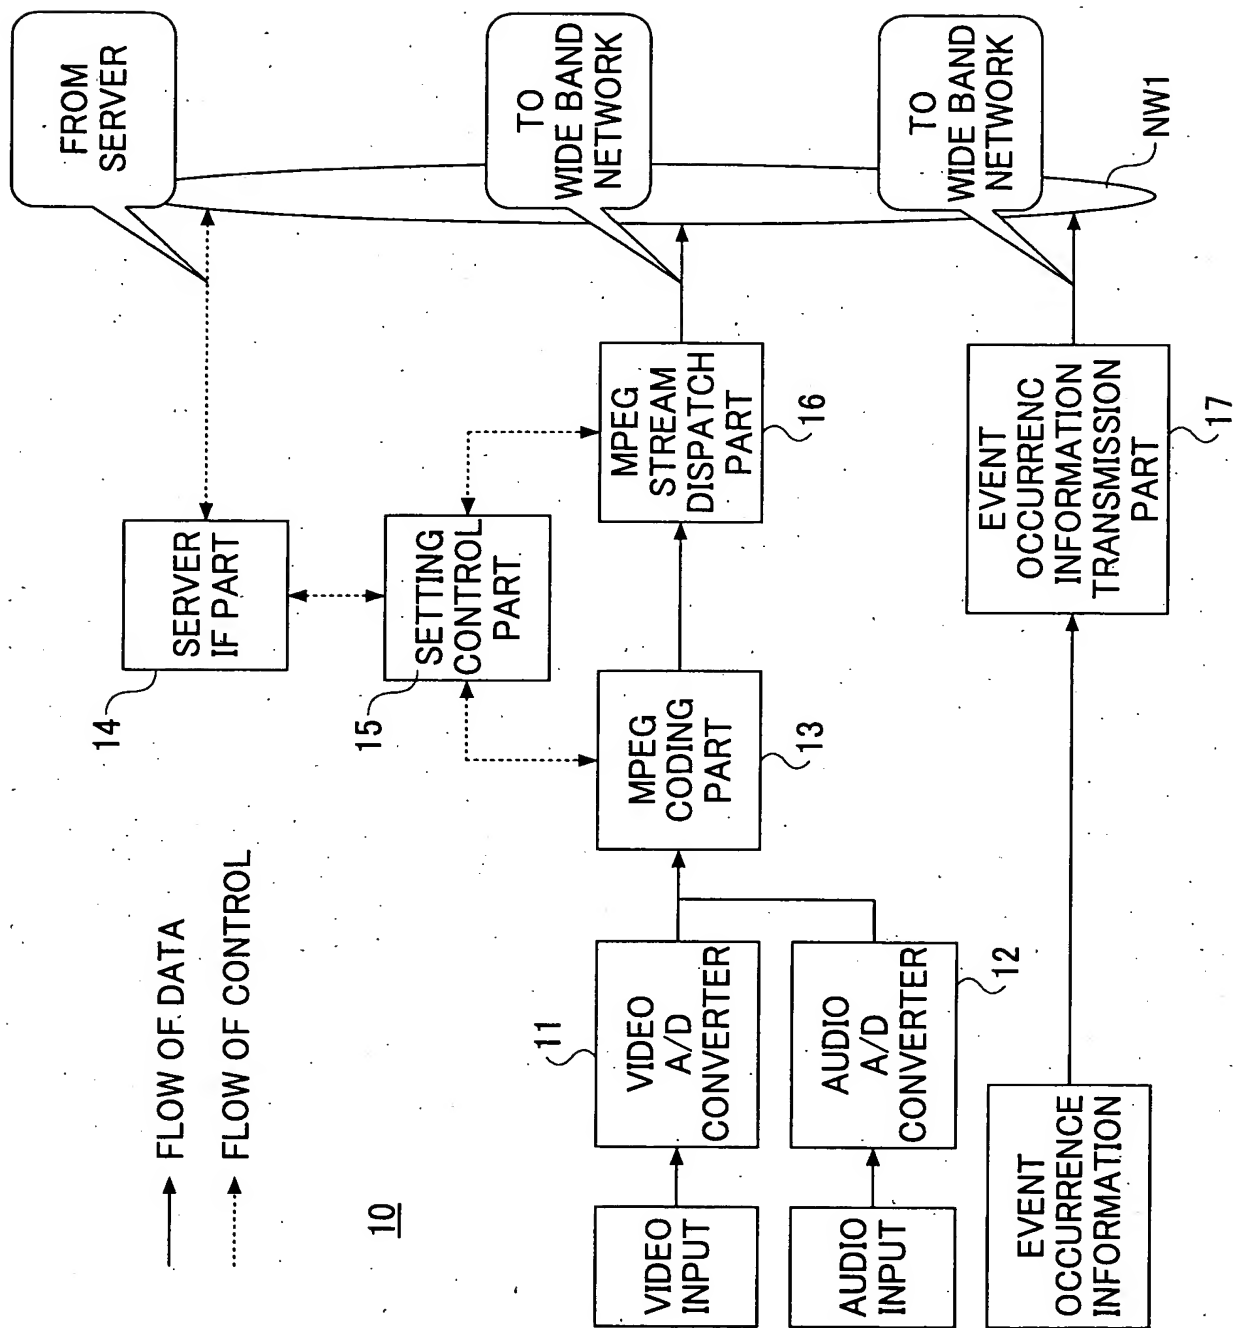 FLOW OF DATA
FLOW OF CONTROL
10
FROM
SERVER
TO
WIDE BAND
NETWORK
TO
WIDE BAND
NETWORK
NW1
14
SERVER
IF PART
15
SETTING
CONTROL
PART
MPEG
STREAM
DISPATCH
PART
16
MPEG
CODING
PART
13
11
VIDEO
A/D
CONVERTER
AUDIO
A/D
CONVERTER
12
VIDEO
INPUT
AUDIO
INPUT
EVENT
OCCURRENCE
INFORMATION
EVENT
OCCURRENC
INFORMATION
TRANSMISSION
PART
17